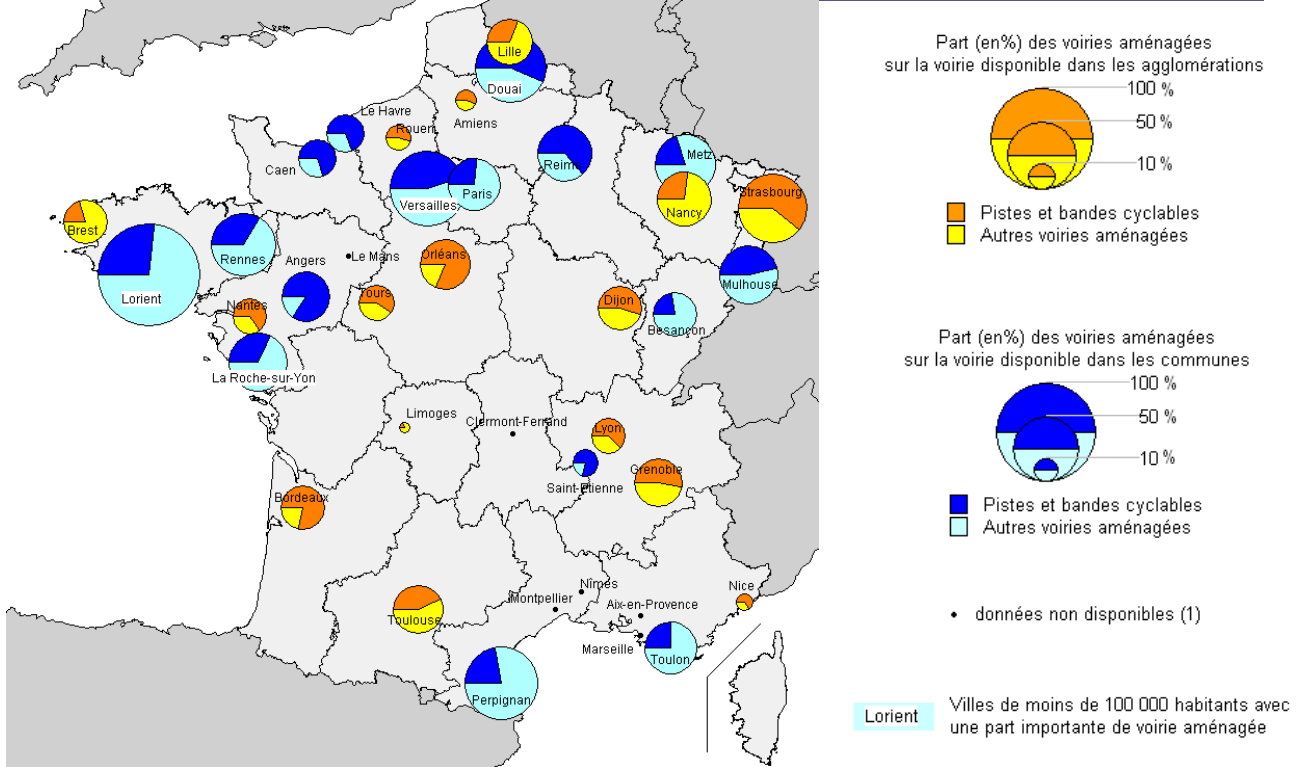 Lille
Douai
Amiens
Le Havre
Rouen
Caen
Reims
Metz
Versailles
Paris
Nancy
Strasbourg
Brest
Rennes
Angers
Le Mans
Orléans
Lorient
Mulhouse
Nantes
Tours
Dijon
Besançon
La Roche-sur-Yon
Limoges
Clermont-Ferrand
Lyon
Saint-Etienne
Grenoble
Bordeaux
Toulouse
Montpellier
Nîmes
Aix-en-Provence
Nice
Marseille
Toulon
Perpignan
Part (en%) des voiries aménagées
sur la voirie disponible dans les agglomérations
100 %
50 %
10 %
Pistes et bandes cyclables
Autres voiries aménagées
Part (en%) des voiries aménagées
sur la voirie disponible dans les communes
100 %
50 %
10 %
Pistes et bandes cyclables
Autres voiries aménagées
données non disponibles (1)
Lorient
Villes de moins de 100 000 habitants avec
une part importante de voirie aménagée